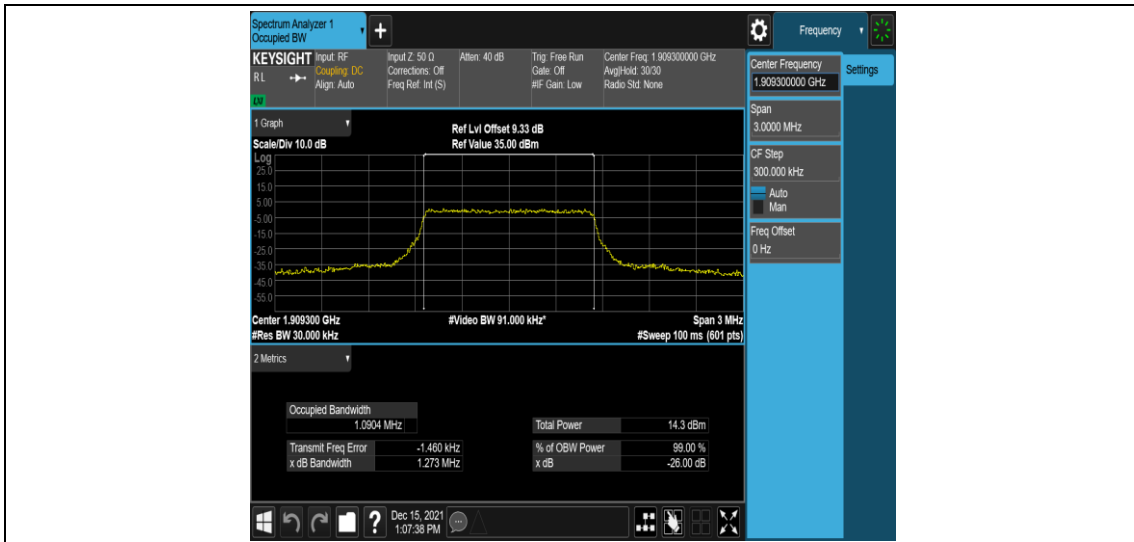 Spectrum Analyzer 1
Occupied BW
+
Frequency
KEYSIGHT
RL
LXI
Input: RF
Coupling: DC
Align: Auto
Input Z: 50 Ω
Corrections: Off
Freq Ref: Int (S)
Atten: 40 dB
Trig: Free Run
Gate: Off
#IF Gain: Low
Center Freq: 1.909300000 GHz
Avg|Hold: 30/30
Radio Std: None
Center Frequency
1.909300000 GHz
Settings
Span
3.0000 MHz
CF Step
300.000 kHz
Auto
Man
Freq Offset
0 Hz
1 Graph
Scale/Div 10.0 dB
Ref Lvl Offset 9.33 dB
Ref Value 35.00 dBm
Log
25.0
15.0
5.00
-5.00
-15.0
-25.0
-35.0
-45.0
-55.0
Center 1.909300 GHz
#Res BW 30.000 kHz
#Video BW 91.000 kHz*
Span 3 MHz
#Sweep 100 ms (601 pts)
2 Metrics
Occupied Bandwidth
1.0904 MHz
Total Power 14.3 dBm
Transmit Freq Error -1.460 kHz
% of OBW Power 99.00 %
x dB Bandwidth 1.273 MHz
x dB -26.00 dB
?
Dec 15, 2021
1:07:38 PM